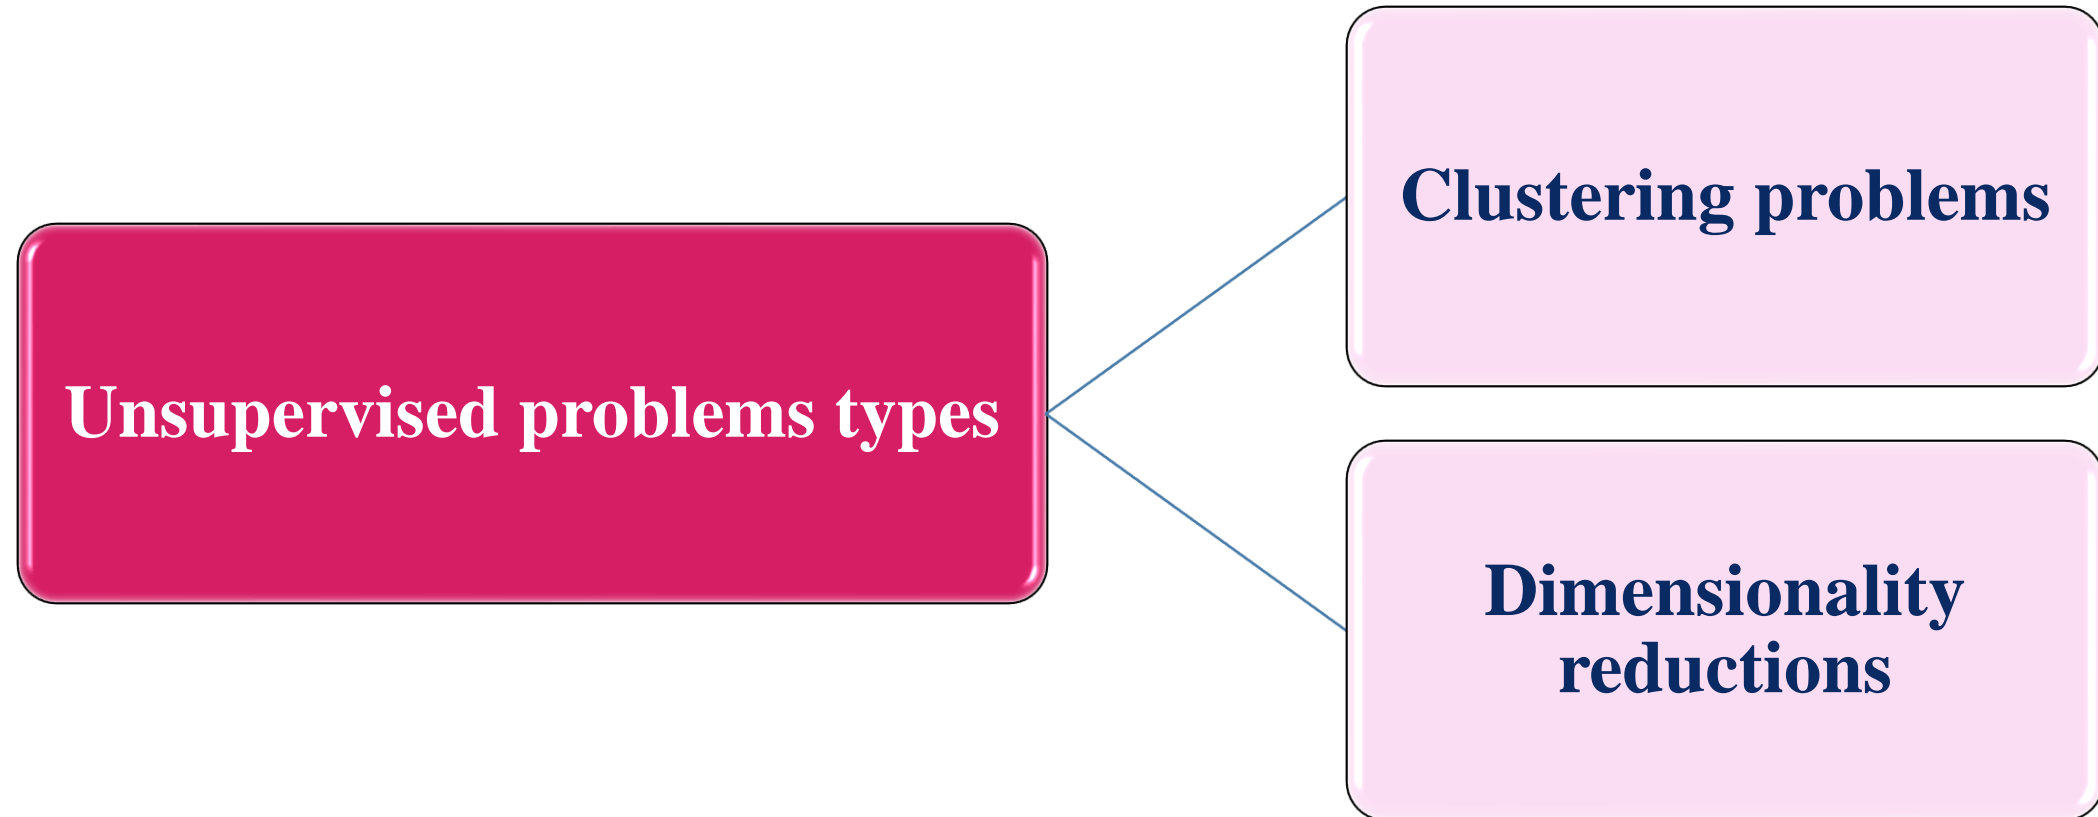 Unsupervised problems types
Clustering problems
Dimensionality
reductions